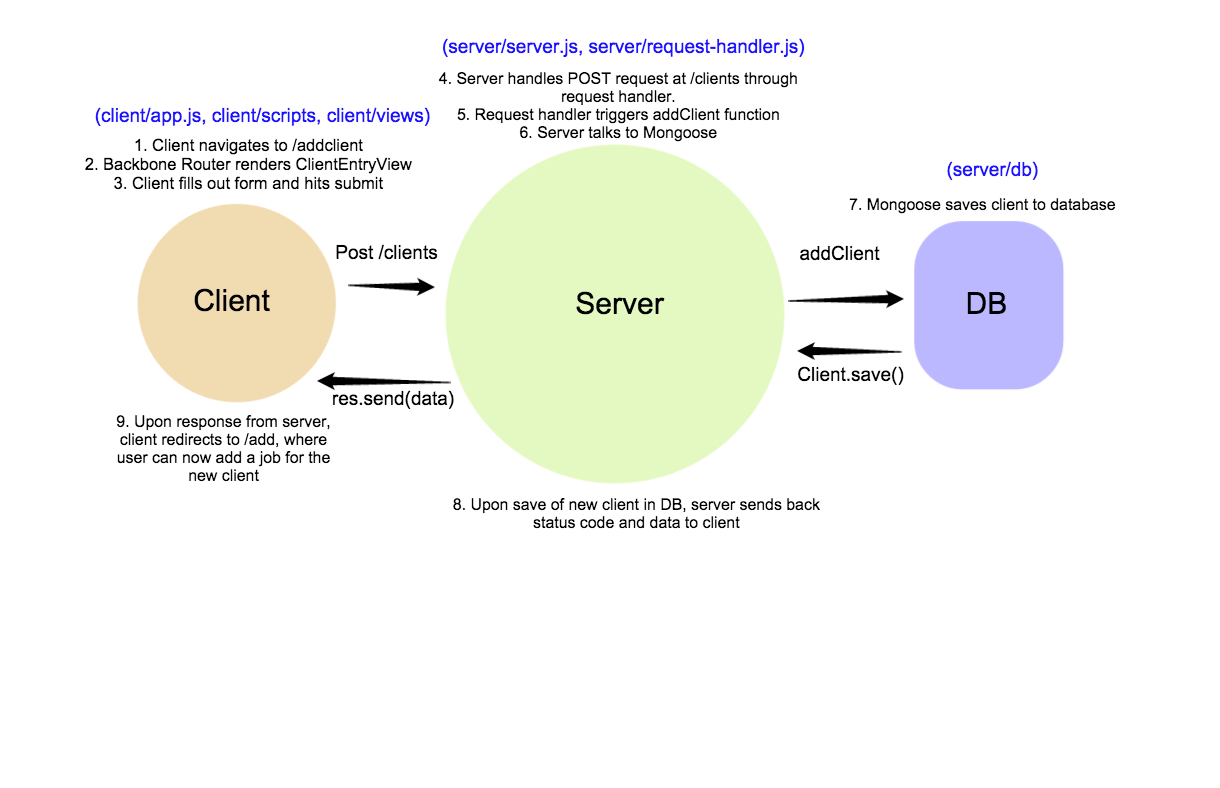 (server/server.js, server/request-handler.js)
4. Server handles POST request at /clients through
request handler.
5. Request handler triggers addClient function
6. Server talks to Mongoose
(client/app.js, client/scripts, client/views)
1. Client navigates to /addclient
2. Backbone Router renders ClientEntryView
3. Client fills out form and hits submit
(server/db)
7. Mongoose saves client to database
Post /clients
addClient
Client
Server
DB
Client.save()
res.send(data)
9. Upon response from server,
client redirects to /add, where
user can now add a job for the
new client
8. Upon save of new client in DB, server sends back
status code and data to client